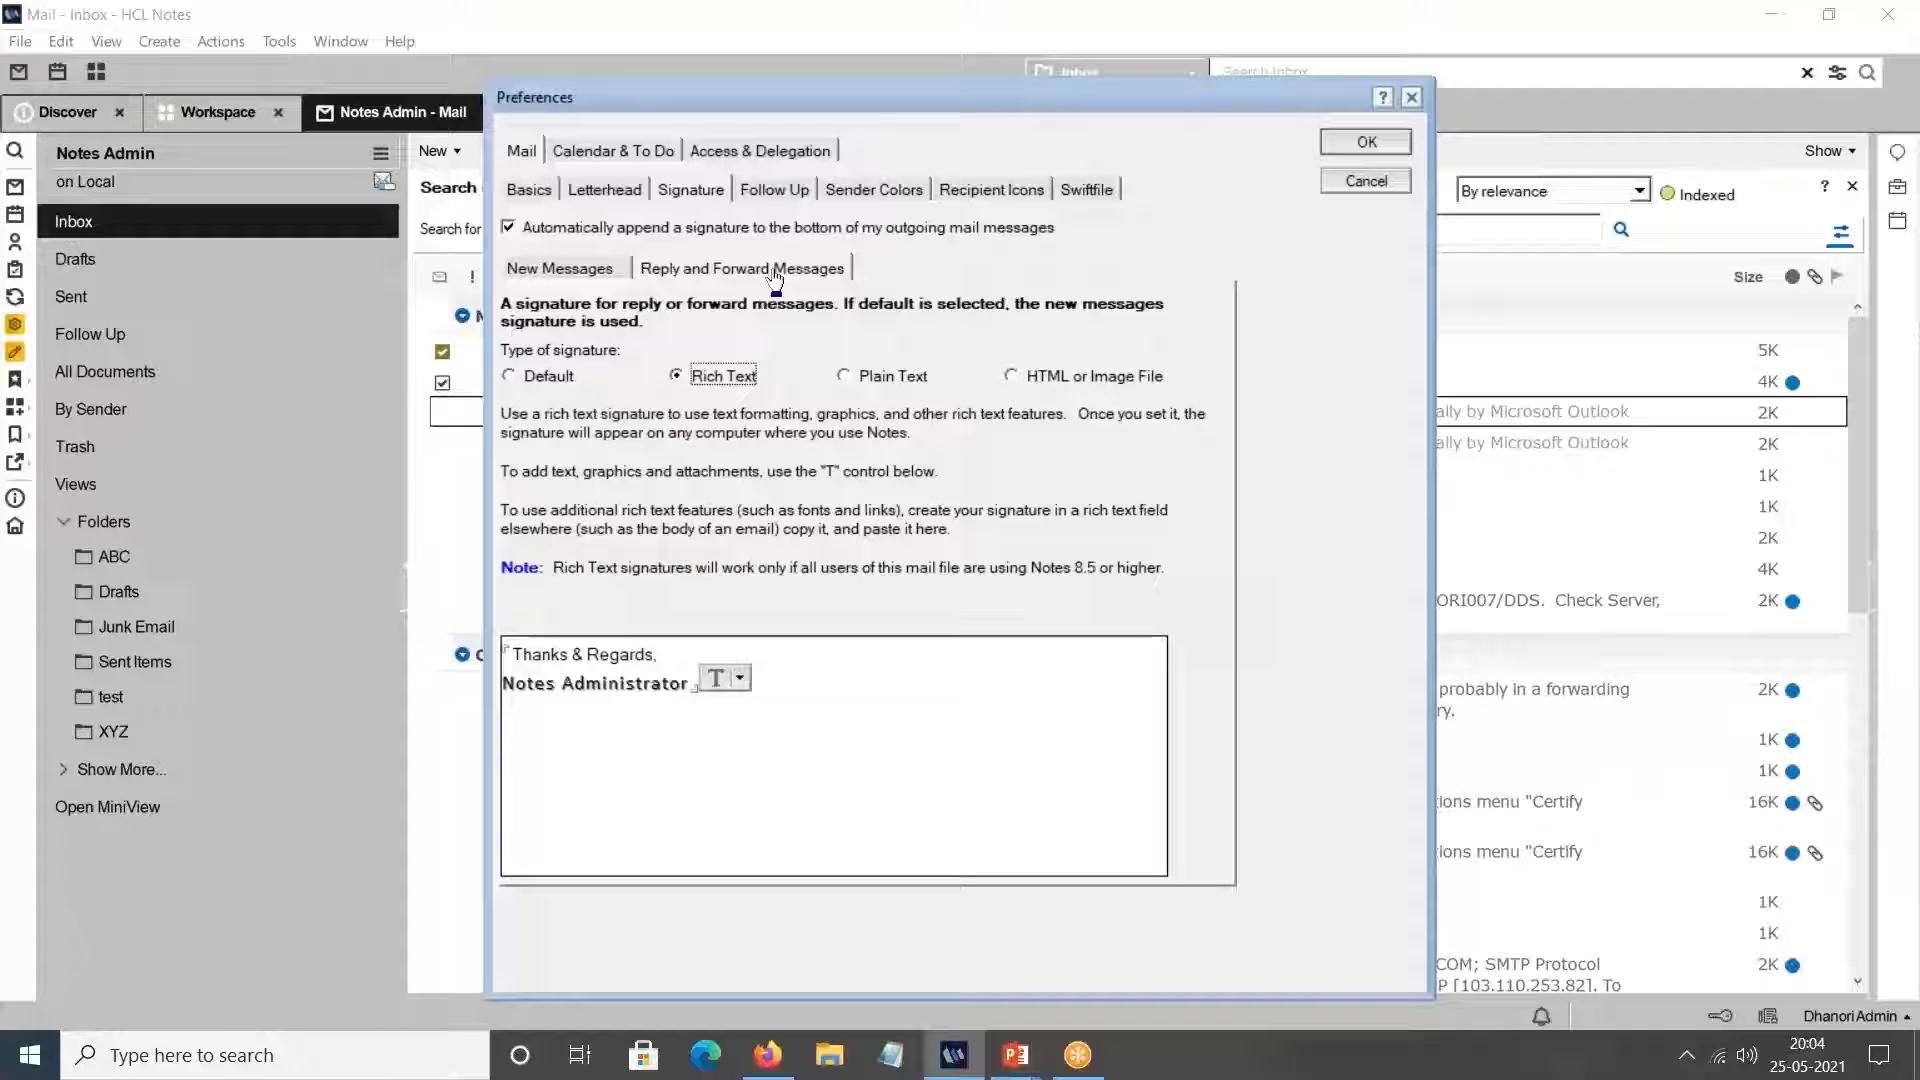 Mail - Inbox - HCL Notes
File Edit View Create Actions Tools Window Help
Inbox
Search Inbox
Discover
Workspace
Notes Admin - Mail
Notes Admin
on Local
Inbox
Drafts
Sent
Follow Up
All Documents
By Sender
Trash
Views
Folders
ABC
Drafts
Junk Email
Sent Items
test
XYZ
Show More...
Open MiniView
New
Search
Search for
Preferences
OK
Cancel
Mail Calendar & To Do Access & Delegation
Basics Letterhead Signature Follow Up Sender Colors Recipient Icons Swiftfile
Automatically append a signature to the bottom of my outgoing mail messages
New Messages Reply and Forward Messages
A signature for reply or forward messages. If default is selected, the new messages
signature is used.
Type of signature:
Default Rich Text Plain Text HTML or Image File
Use a rich text signature to use text formatting, graphics, and other rich text features. Once you set it, the
signature will appear on any computer where you use Notes.
To add text, graphics and attachments, use the "T" control below.
To use additional rich text features (such as fonts and links), create your signature in a rich text field
elsewhere (such as the body of an email) copy it, and paste it here.
Note: Rich Text signatures will work only if all users of this mail file are using Notes 8.5 or higher.
Thanks & Regards,
Notes Administrator
T
Show
By relevance
Indexed
?
Size
5K
4K
ally by Microsoft Outlook 2K
ally by Microsoft Outlook 2K
1K
1K
2K
4K
ORI007/DDS. Check Server, 2K
probably in a forwarding 2K
ry.
1K
1K
ions menu "Certify 16K
ions menu "Certify 16K
1K
1K
COM; SMTP Protocol 2K
P [103.110.253.82]. To
Dhanori Admin
Type here to search
20:04
25-05-2021